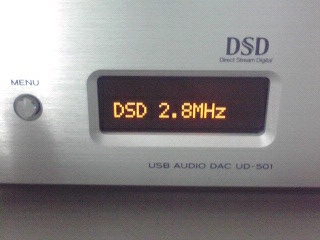 DSD
Direct Stream Digital
MENU
DSD 2.8MHz
USB AUDIO DAC UD-501